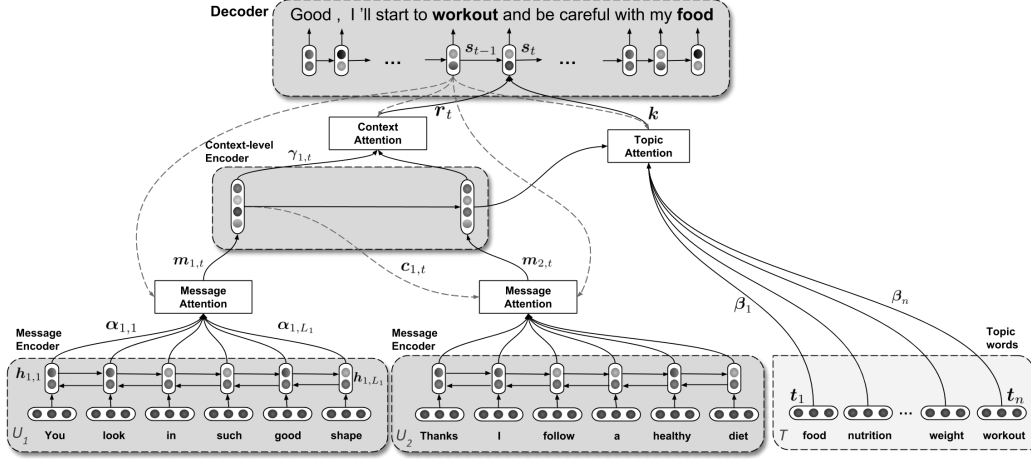 Decoder
Good , I 'll start to workout and be careful with my food
s_{t-1} s_t
... ...
r_t k
Context Attention
Topic Attention
Context-level Encoder
γ_{1,t}
m_{1,t} c_{1,t} m_{2,t}
Message Attention
Message Attention
β_1 β_n
α_{1,1} α_{1,L_1}
Message Encoder
Message Encoder
Topic words
h_{1,1} h_{1,L_1}
t_1 ... t_n
U_1 You look in such good shape
U_2 Thanks I follow a healthy diet
T food nutrition weight workout